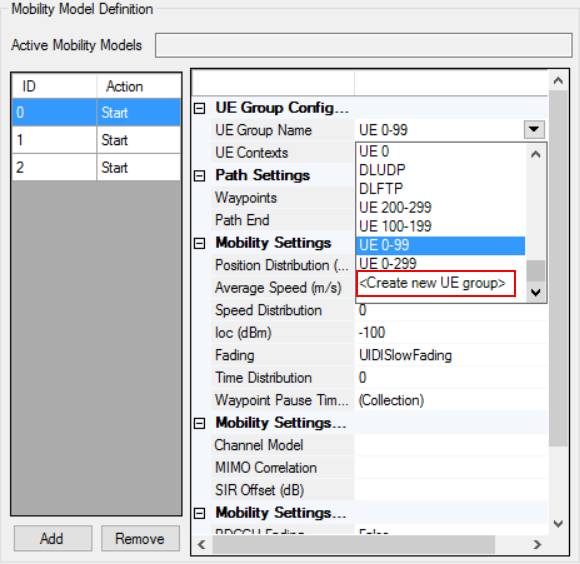 Mobility Model Definition
Active Mobility Models
ID Action
0 Start
1 Start
2 Start
UE Group Config...
UE Group Name UE 0-99
UE Contexts
UE 0
DLUDP
DLFTP
UE 200-299
UE 100-199
UE 0-99
UE 0-299
<Create new UE group>
Path Settings
Waypoints
Path End
Mobility Settings
Position Distribution (...
Average Speed (m/s)
Speed Distribution 0
Ioc (dBm) -100
Fading UIDISlowFading
Time Distribution 0
Waypoint Pause Tim... (Collection)
Mobility Settings...
Channel Model
MIMO Correlation
SIR Offset (dB)
Mobility Settings...
Add Remove